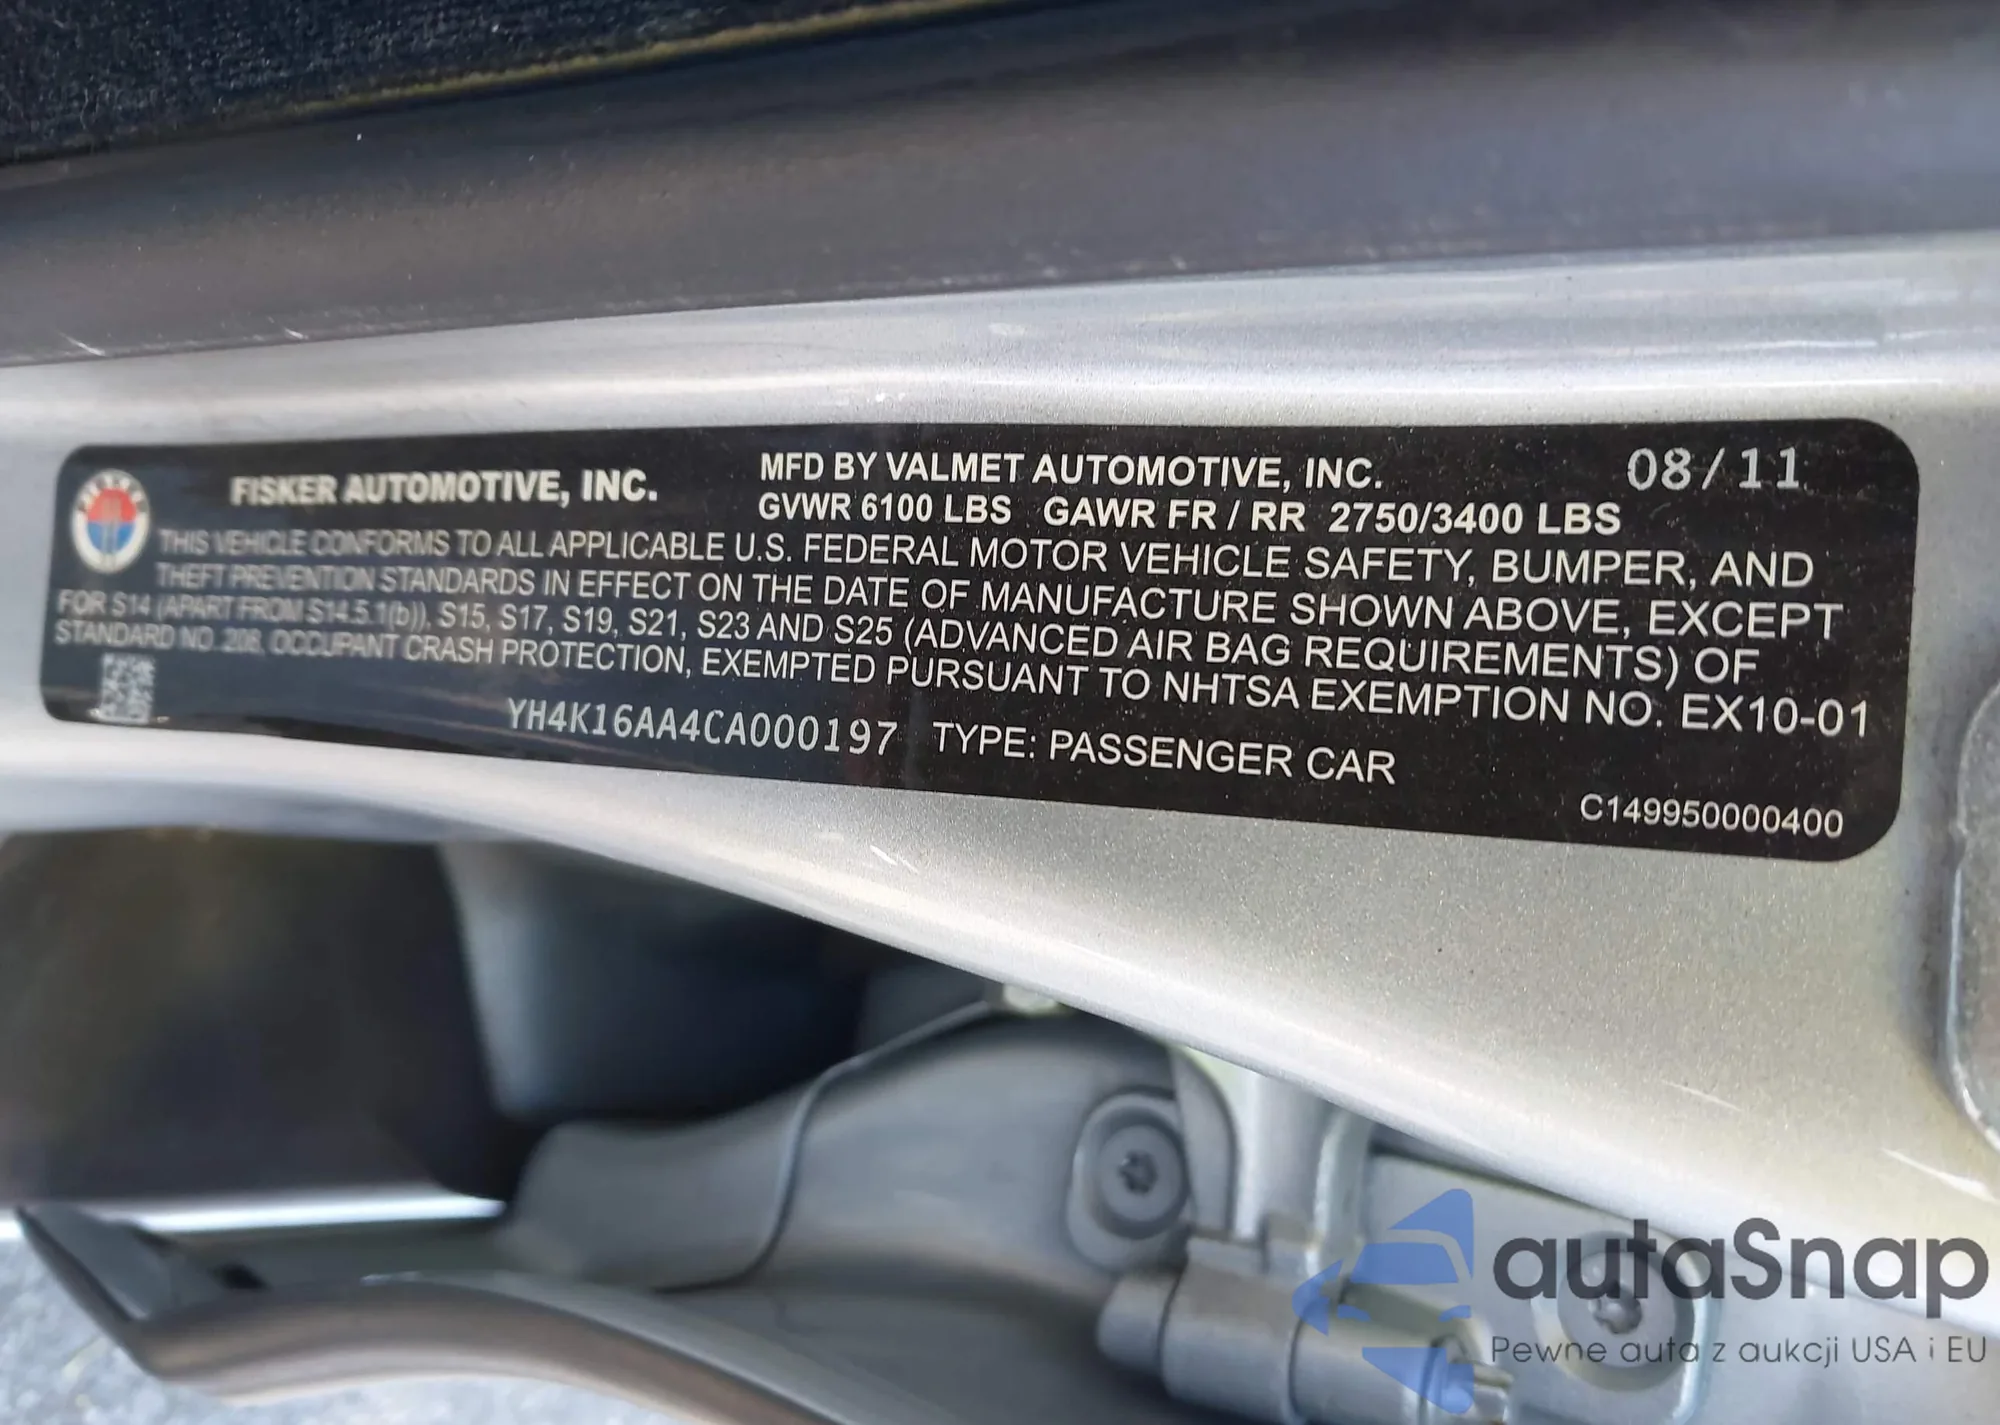 FISKER AUTOMOTIVE, INC.
MFD BY VALMET AUTOMOTIVE, INC.
08/11
GVWR 6100 LBS GAWR FR / RR 2750/3400 LBS
THIS VEHICLE CONFORMS TO ALL APPLICABLE U.S. FEDERAL MOTOR VEHICLE SAFETY, BUMPER, AND
THEFT PREVENTION STANDARDS IN EFFECT ON THE DATE OF MANUFACTURE SHOWN ABOVE, EXCEPT
FOR S14 (APART FROM S14.5.1(b)), S15, S17, S19, S21, S23 AND S25 (ADVANCED AIR BAG REQUIREMENTS) OF
STANDARD NO. 208, OCCUPANT CRASH PROTECTION, EXEMPTED PURSUANT TO NHTSA EXEMPTION NO. EX10-01
YH4K16AA4CA000197 TYPE: PASSENGER CAR
C149950000400
autaSnap
Pewne auta z aukcji USA i EU